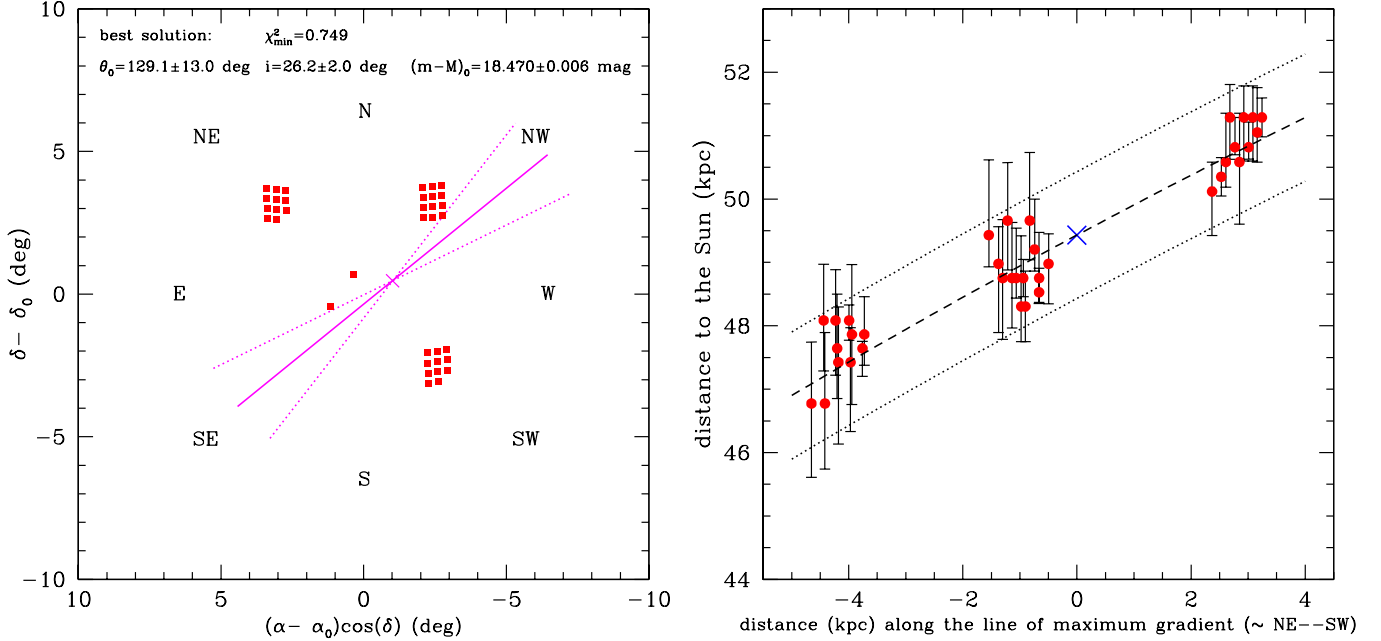 best solution: χ²min=0.749
θ₀=129.1±13.0 deg i=26.2±2.0 deg (m−M)₀=18.470±0.006 mag
N
NE
NW
E
W
SE
SW
S
10
5
0
−5
−10
δ− δ₀ (deg)
10
5
0
−5
−10
(α− α₀)cos(δ) (deg)
52
50
48
46
44
distance to the Sun (kpc)
−4
−2
0
2
4
distance (kpc) along the line of maximum gradient (~ NE−−SW)